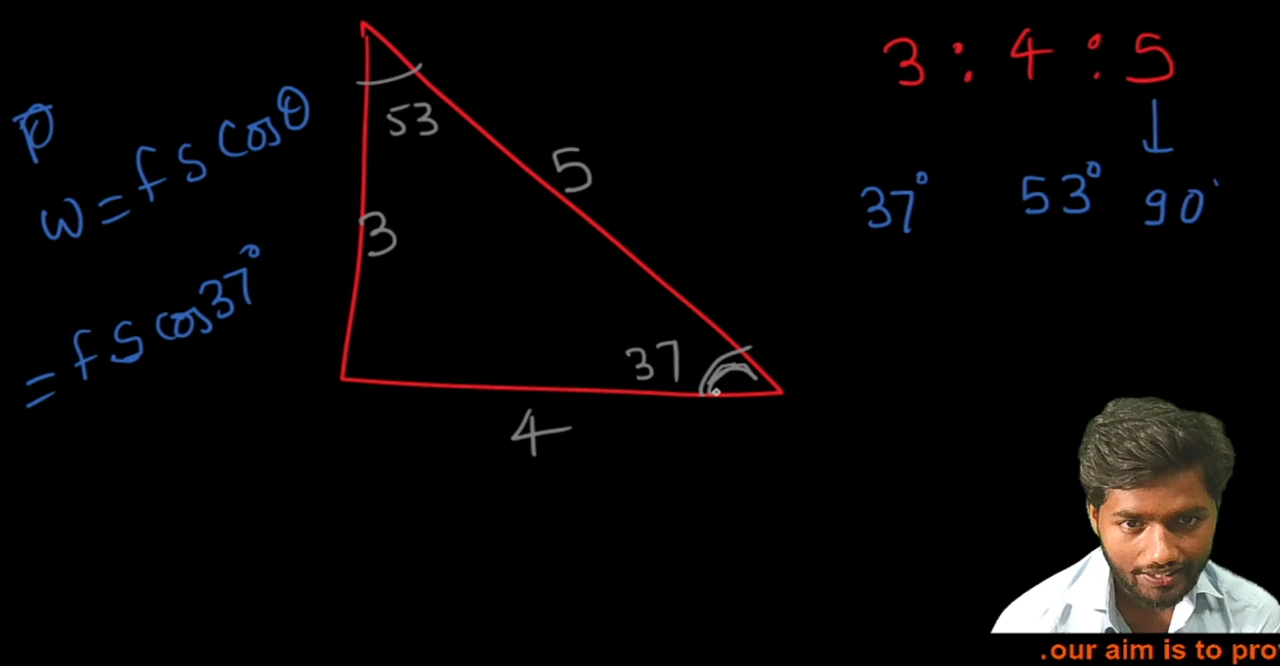 3 : 4 : 5
37° 53° 90°
P
w = f s cosθ
= f s cos37°
53
5
3
37
4
.our aim is to pro